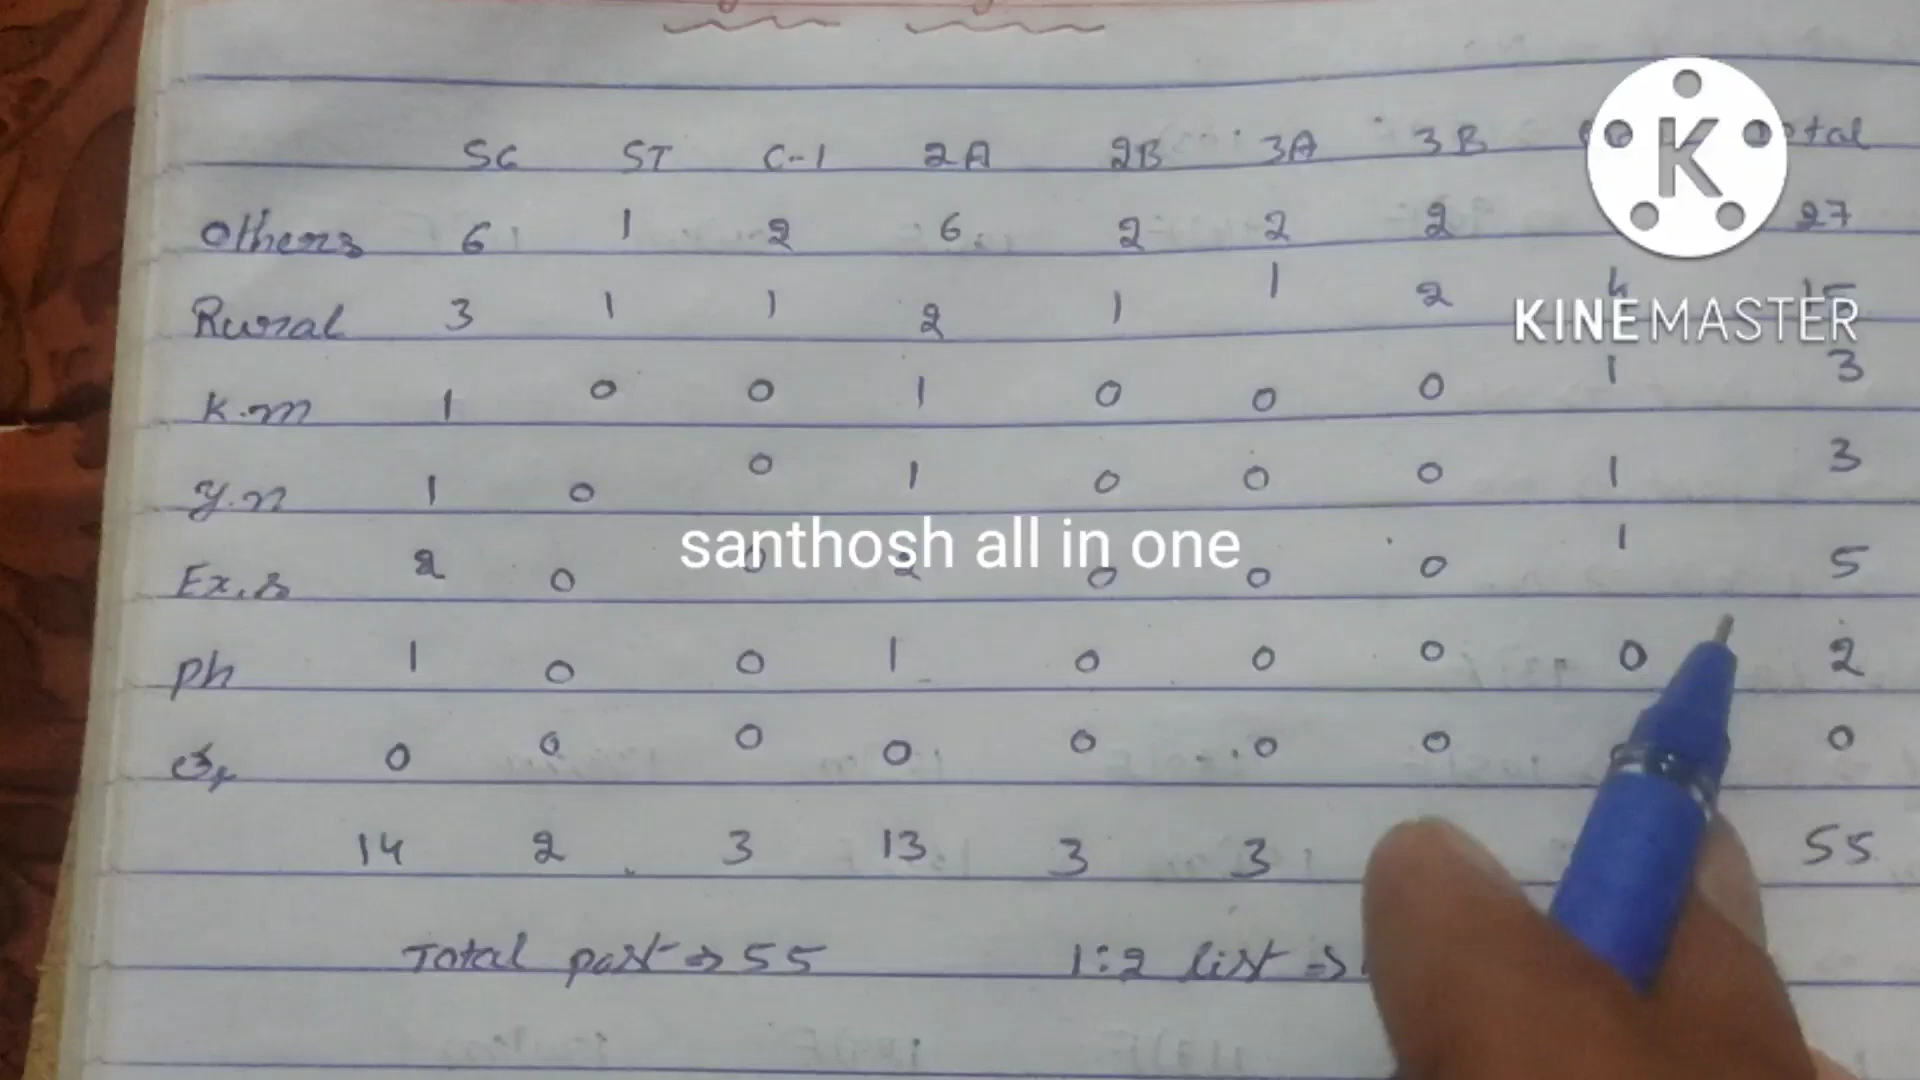 SC ST C-1 2A 2B 3A 3B
Others 6 1 2 6 2 2 2 27
Rural 3 1 1 2 1 1 2 4 15
K.m 1 0 0 1 0 0 0 1 3
y.n 1 0 0 1 0 0 0 1 3
Ex.s 2 0 0 2 0 0 0 1 5
ph 1 0 0 1 0 0 0 0 2
0 0 0 0 0 0 0 0
14 2 3 13 3 3 55
Total post ⇒ 55 1:2 list ⇒
K
KINEMASTER
santhosh all in one